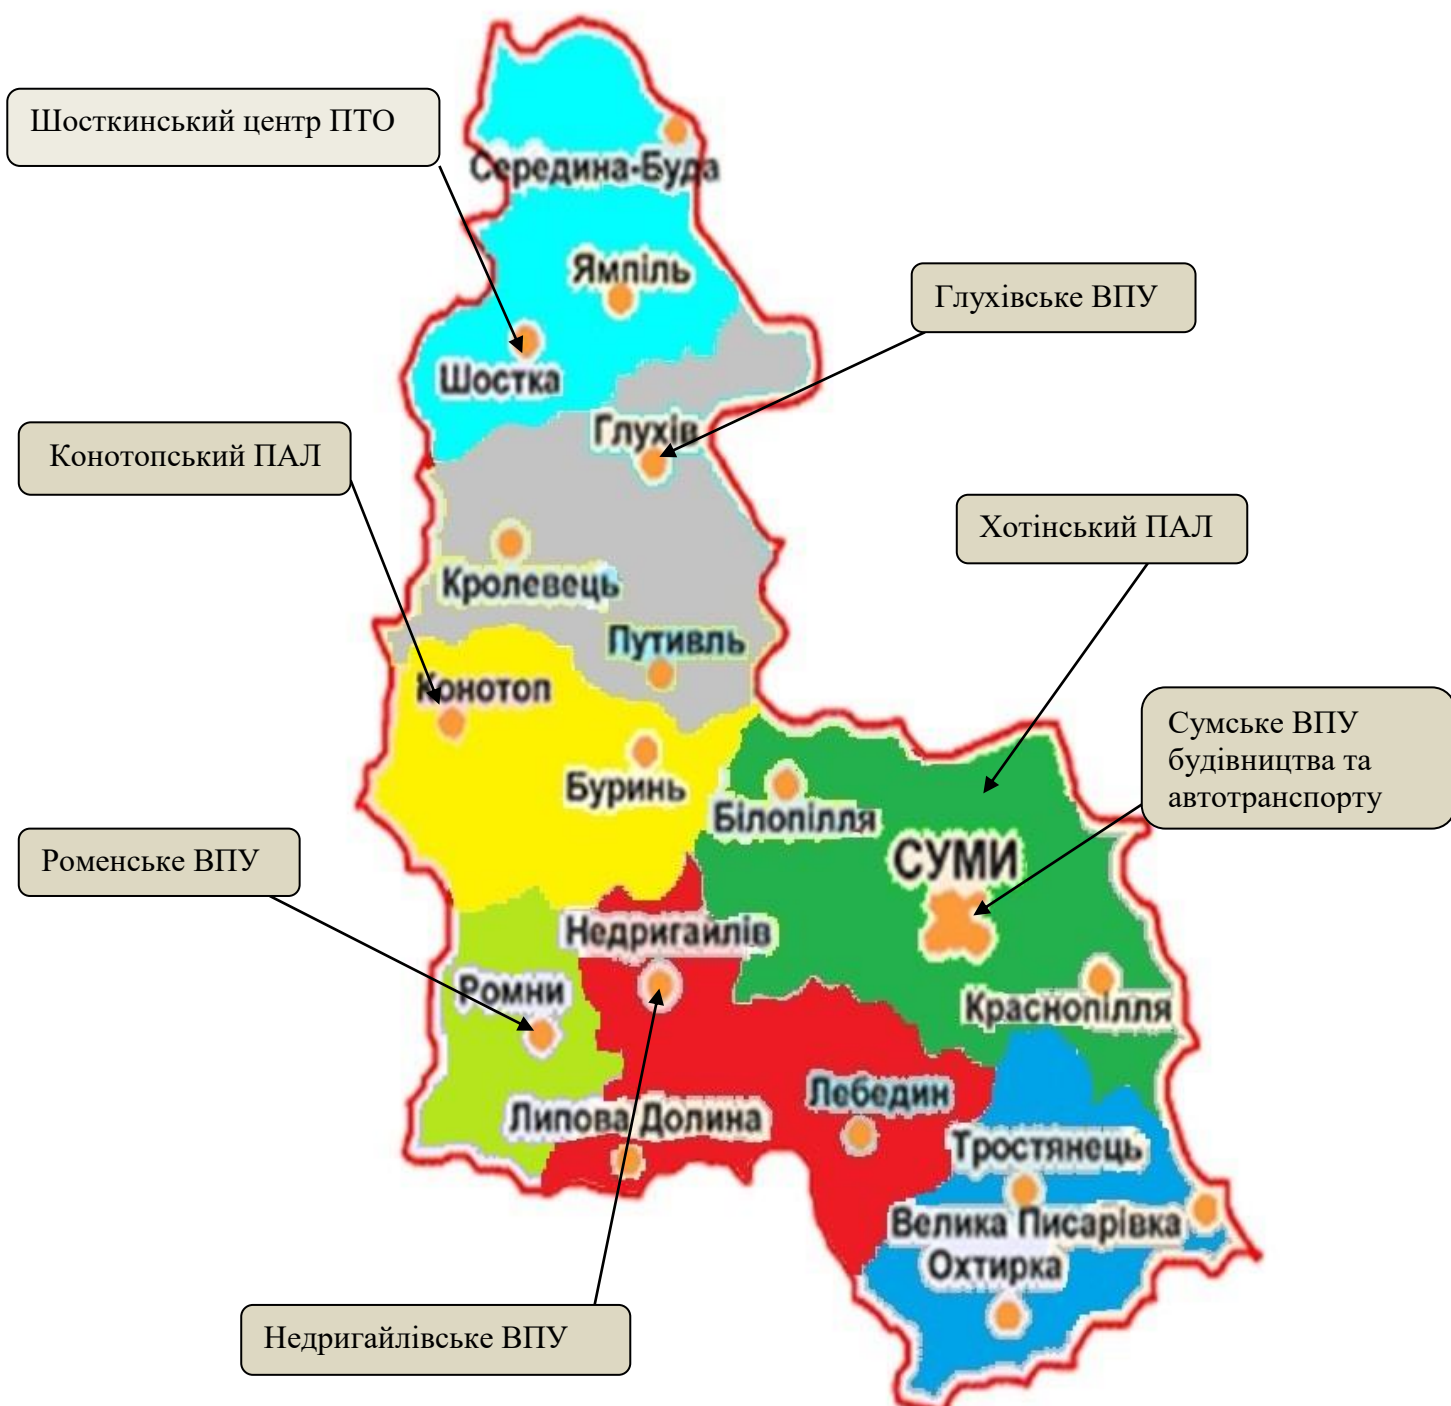 Шосткинський центр ПТО
Середина-Буда
Ямпіль
Глухівське ВПУ
Шостка
Глухів
Конотопський ПАЛ
Хотінський ПАЛ
Кролевець
Путивль
Конотоп
Сумське ВПУ
будівництва та
автотранспорту
Буринь
Білопілля
Роменське ВПУ
СУМИ
Недригайлів
Ромни
Краснопілля
Лебедин
Липова Долина
Тростянець
Велика Писарівка
Охтирка
Недригайлівське ВПУ